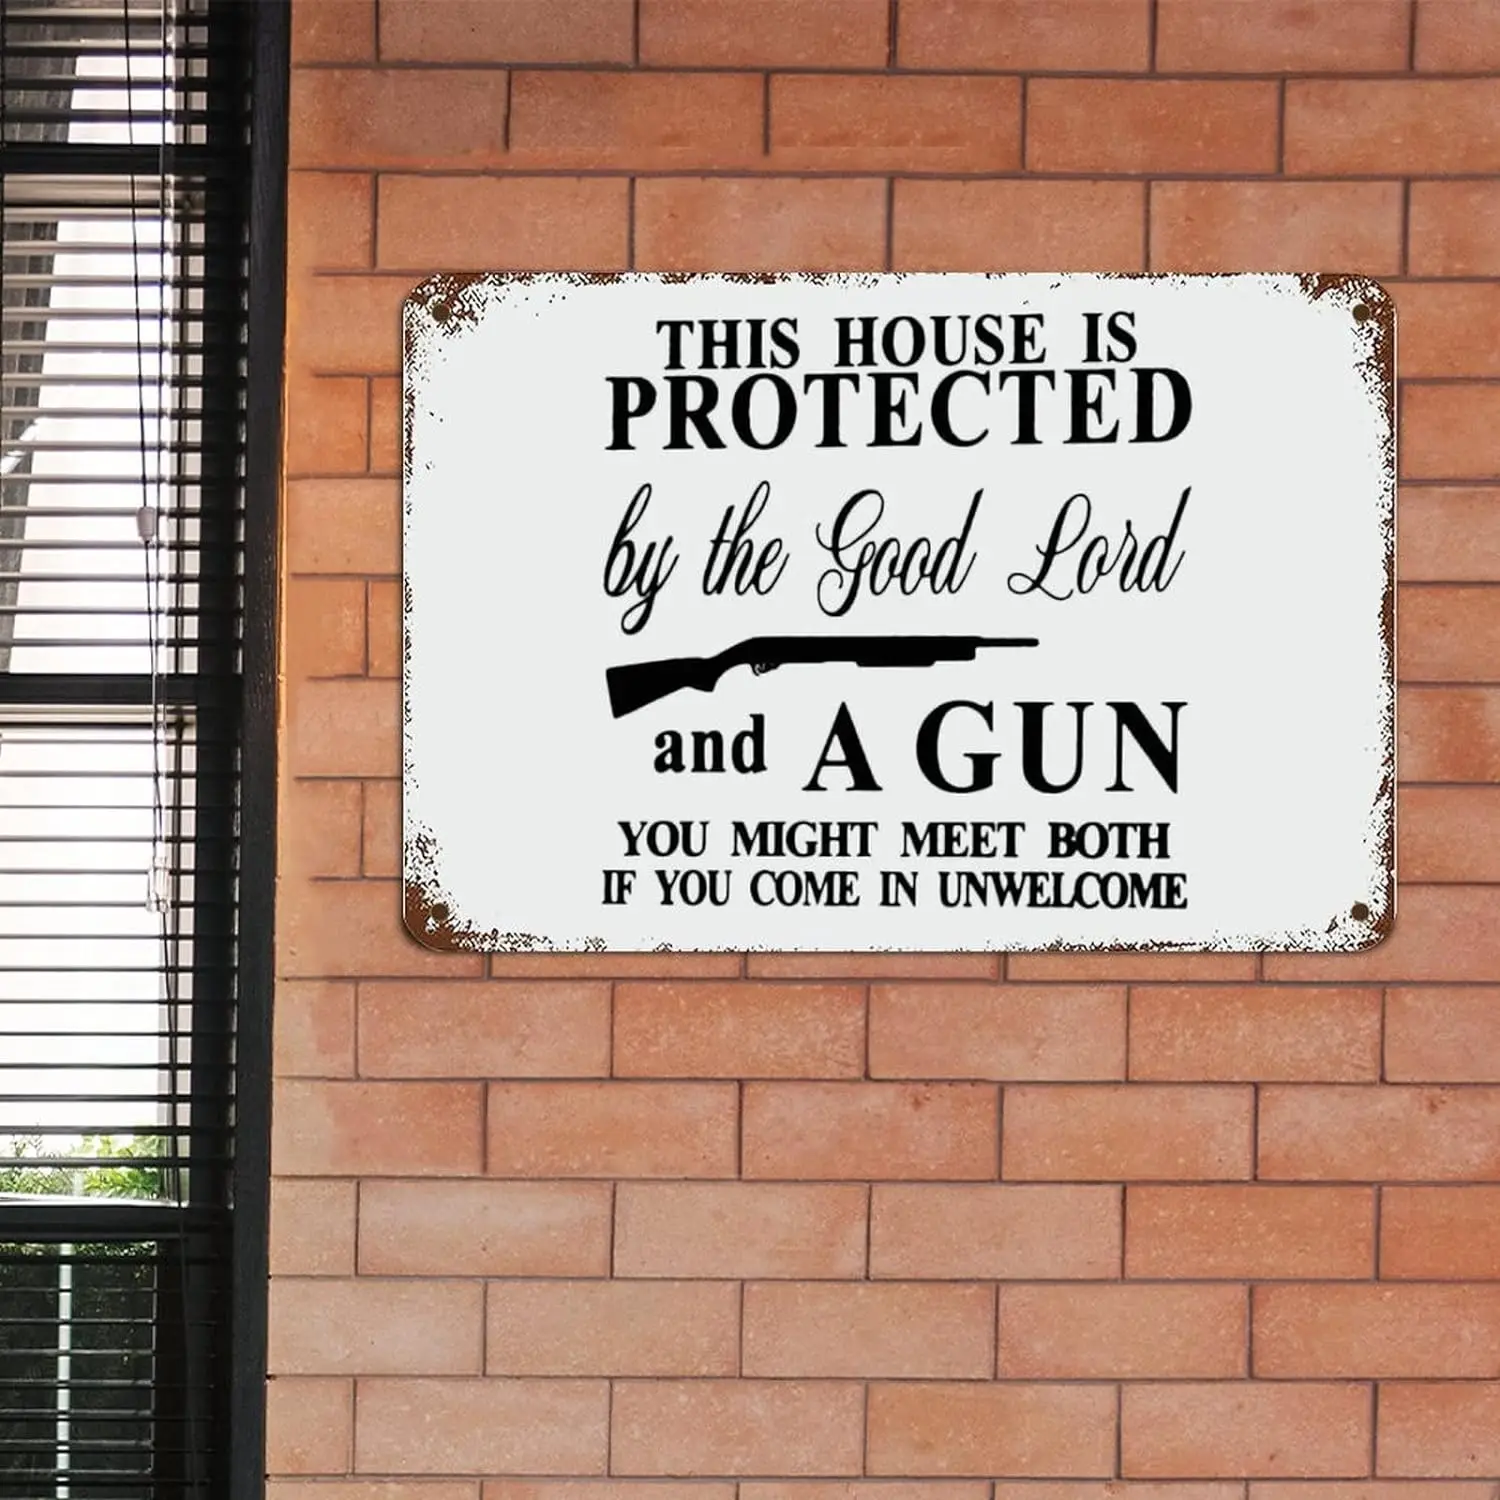 THIS HOUSE IS
PROTECTED
by the Good Lord
and A GUN
YOU MIGHT MEET BOTH
IF YOU COME IN UNWELCOME